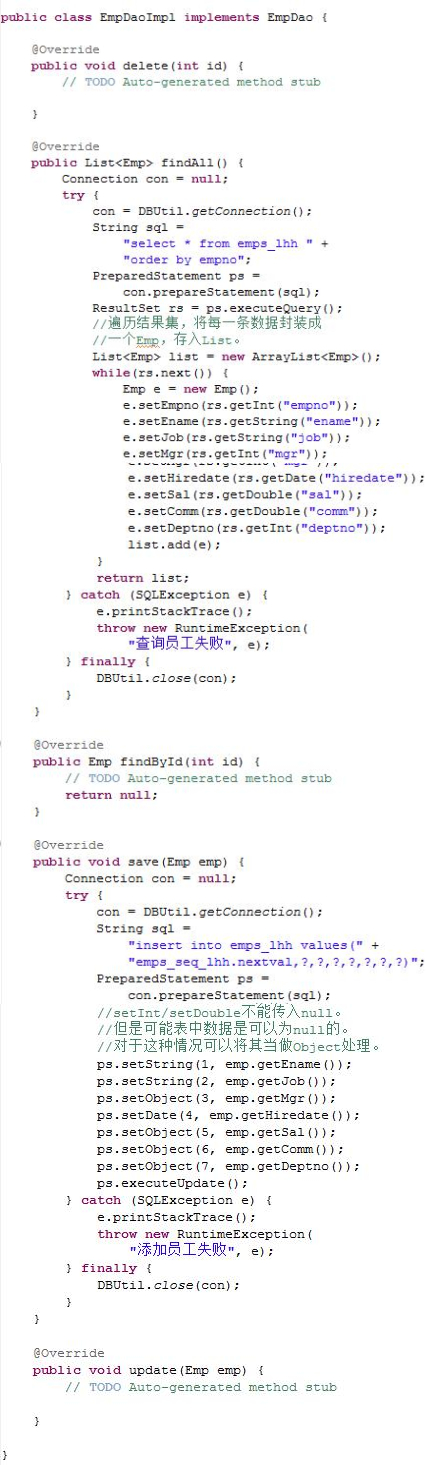 public class EmpDaoImpl implements EmpDao {
@Override
public void delete(int id) {
// TODO Auto-generated method stub
}
@Override
public List<Emp> findAll() {
Connection con = null;
try {
con = DBUtil.getConnection();
String sql =
"select * from emps_lhh " +
"order by empno";
PreparedStatement ps =
con.prepareStatement(sql);
ResultSet rs = ps.executeQuery();
//遍历结果集，将每一条数据封装成
//一个Emp，存入List。
List<Emp> list = new ArrayList<Emp>();
while(rs.next()) {
Emp e = new Emp();
e.setEmpno(rs.getInt("empno"));
e.setEname(rs.getString("ename"));
e.setJob(rs.getString("job"));
e.setMgr(rs.getInt("mgr"));
e.setHiredate(rs.getDate("hiredate"));
e.setSal(rs.getDouble("sal"));
e.setComm(rs.getDouble("comm"));
e.setDeptno(rs.getInt("deptno"));
list.add(e);
}
return list;
} catch (SQLException e) {
e.printStackTrace();
throw new RuntimeException(
"查询员工失败", e);
} finally {
DBUtil.close(con);
}
}
@Override
public Emp findById(int id) {
// TODO Auto-generated method stub
return null;
}
@Override
public void save(Emp emp) {
Connection con = null;
try {
con = DBUtil.getConnection();
String sql =
"insert into emps_lhh values(" +
"emps_seq_lhh.nextval,?,?,?,?,?,?,?)";
PreparedStatement ps =
con.prepareStatement(sql);
//setInt/setDouble不能传入null。
//但是可能表中数据是可以为null的。
//对于这种情况可以将其当做Object处理。
ps.setString(1, emp.getEname());
ps.setString(2, emp.getJob());
ps.setObject(3, emp.getMgr());
ps.setDate(4, emp.getHiredate());
ps.setObject(5, emp.getSal());
ps.setObject(6, emp.getComm());
ps.setObject(7, emp.getDeptno());
ps.executeUpdate();
} catch (SQLException e) {
e.printStackTrace();
throw new RuntimeException(
"添加员工失败", e);
} finally {
DBUtil.close(con);
}
}
@Override
public void update(Emp emp) {
// TODO Auto-generated method stub
}
}